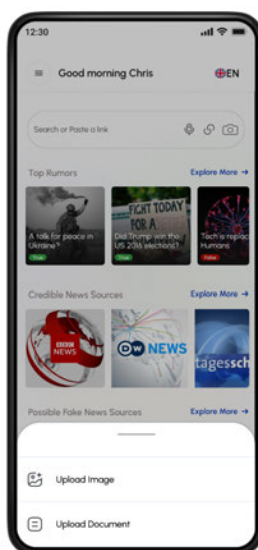 12:30
Good morning Chris
EN
Search or Paste a link
Top Rumors
Explore More →
A talk for peace in
Ukraine?
True
FIGHT TODAY
FOR A
Did Trump win the
US 2016 elections?
True
Tech is replac
Humans
False
Credible News Sources
Explore More →
BBC
NEWS
DW NEWS
tagessch
Possible Fake News Sources
Explore More →
Upload Image
Upload Document